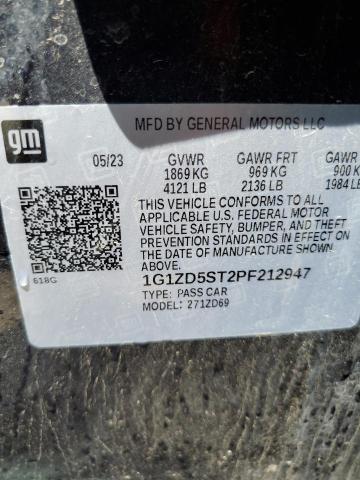 gm
MFD BY GENERAL MOTORS LLC
05/23 GVWR GAWR FRT GAWR
1869 KG 969 KG 900 K
4121 LB 2136 LB 1984 LB
THIS VEHICLE CONFORMS TO ALL
APPLICABLE U.S. FEDERAL MOTOR
VEHICLE SAFETY, BUMPER, AND THEFT
PREVENTION STANDARDS IN EFFECT ON
THE DATE OF MANUFACTURE SHOWN
ABOVE.
618G
1G1ZD5ST2PF212947
TYPE: PASS CAR
MODEL: 271ZD69